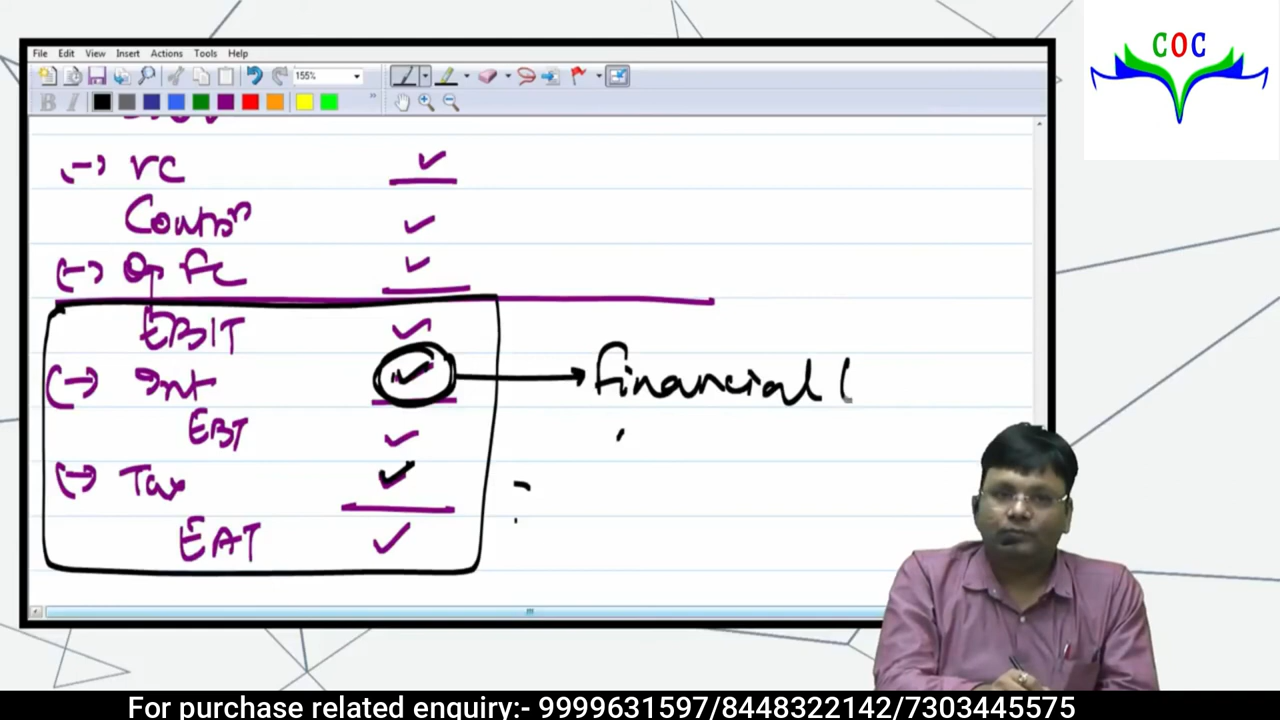 COC
File Edit View Insert Actions Tools Help
155%
B I
(-) VC
(-) Op FC
EBIT
(-) Int
Financial (
EBT
(-) Tax
EAT
For purchase related enquiry:- 9999631597/8448322142/7303445575